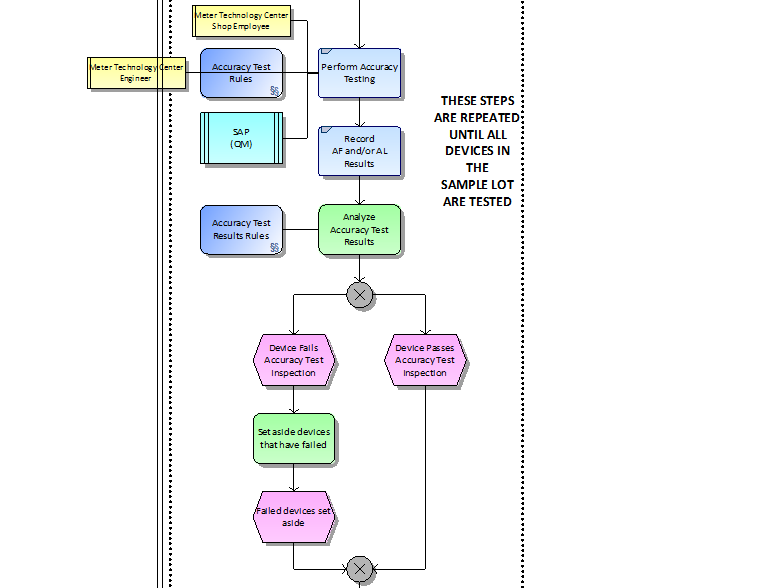 Meter Technology Center
Shop Employee
Meter Technology Center
Engineer
Accuracy Test
Rules
§§
Perform Accuracy
Testing
THESE STEPS
ARE REPEATED
UNTIL ALL
DEVICES IN
THE
SAMPLE LOT
ARE TESTED
SAP
(QM)
Record
AF and/or AL
Results
Accuracy Test
Results Rules
§§
Analyze
Accuracy Test
Results
Device Fails
Accuracy Test
Inspection
Device Passes
Accuracy Test
Inspection
Set aside devices
that have failed
Failed devices set
aside